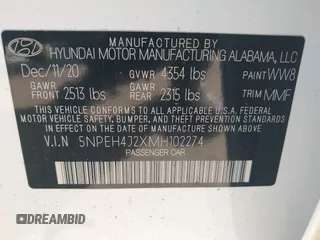 MANUFACTURED BY
HYUNDAI MOTOR MANUFACTURING ALABAMA, LLC
Dec/11/20 GVWR 4354 lbs PAINT WW8
GAWR FRONT 2513 lbs GAWR REAR 2315 lbs TRIM MMF
THIS VEHICLE CONFORMS TO ALL APPLICABLE
U.S. FEDERAL MOTOR VEHICLE SAFETY, BUMPER,
AND THEFT PREVENTION STANDARDS IN EFFECT ON
THE DATE OF MANUFACTURE SHOWN ABOVE.
V.I.N 5NPEH4J2XMH102274
PASSENGER CAR
AUTOBIDMD